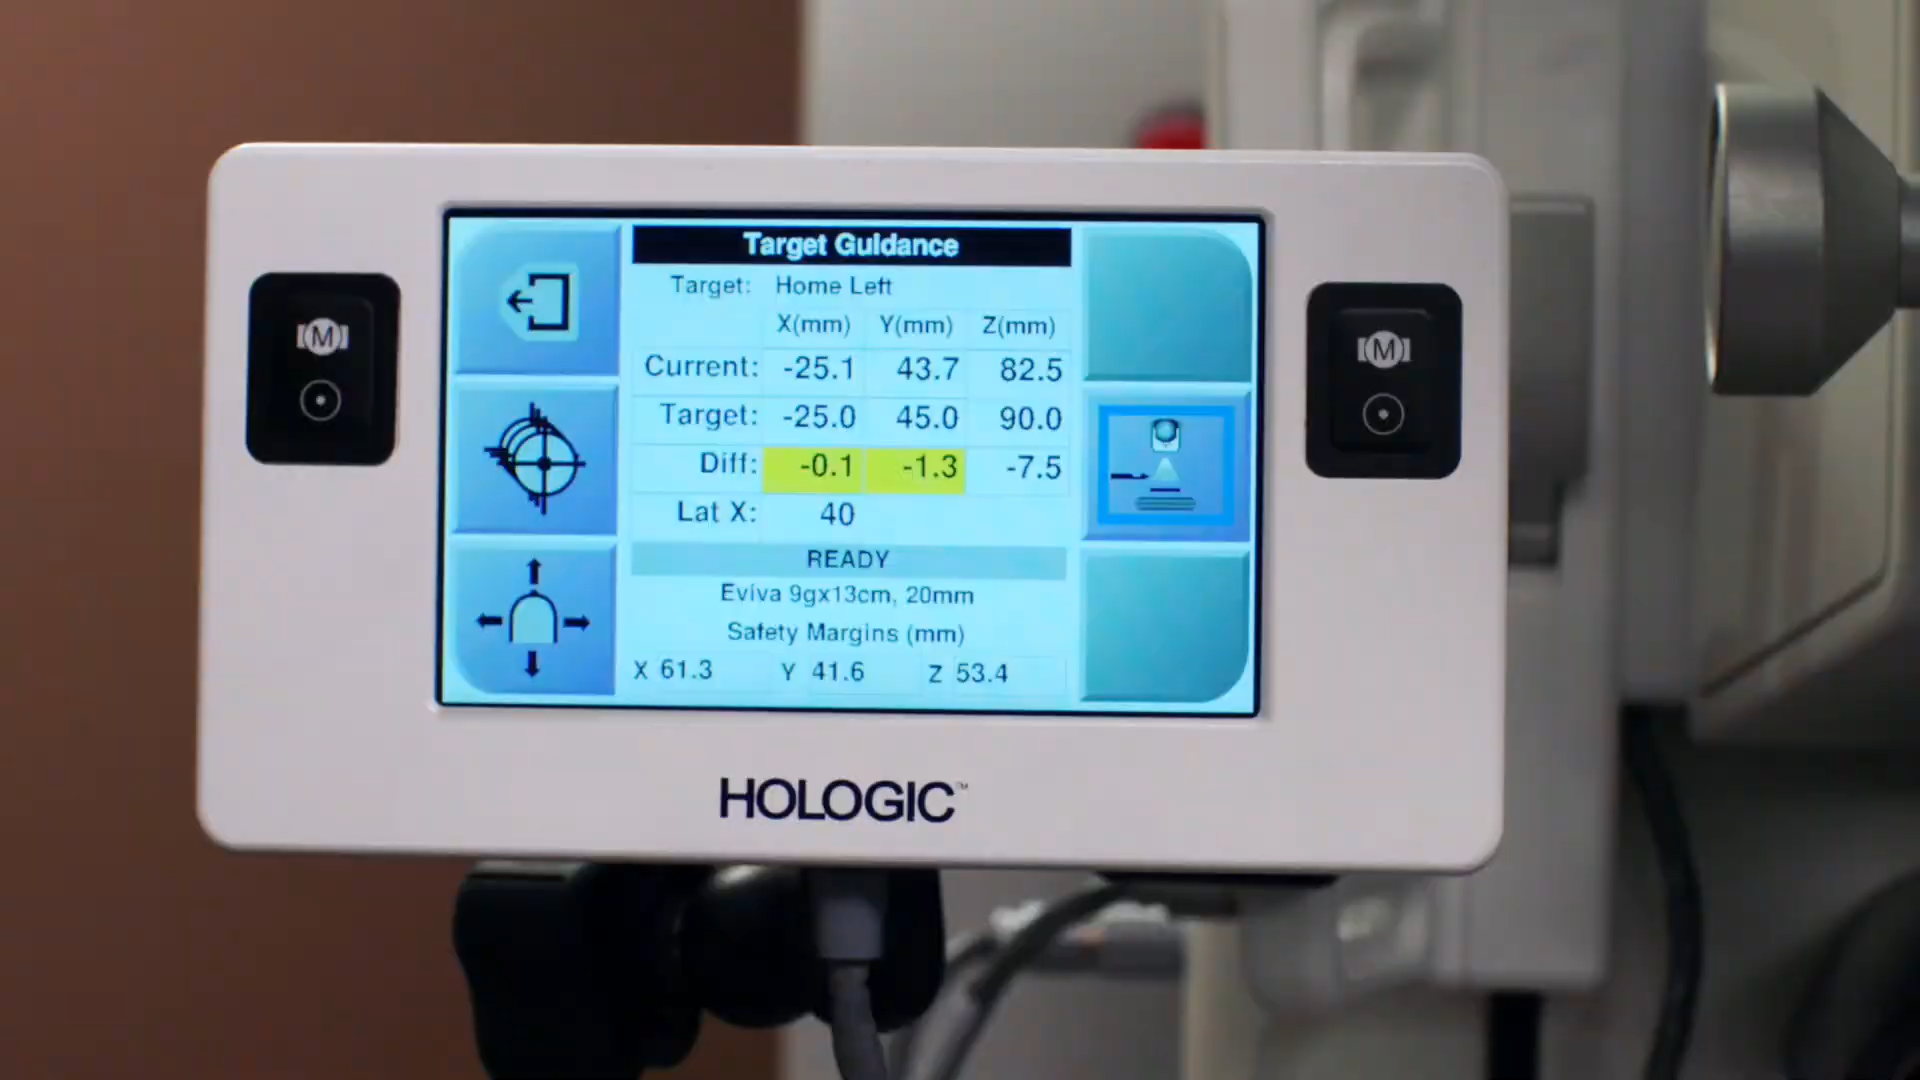 Target Guidance
Target: Home Left
X(mm) Y(mm) Z(mm)
Current: -25.1 43.7 82.5
Target: -25.0 45.0 90.0
Diff: -0.1 -1.3 -7.5
Lat X: 40
READY
Eviva 9gx13cm, 20mm
Safety Margins (mm)
X 61.3 Y 41.6 Z 53.4
M
M
HOLOGIC™